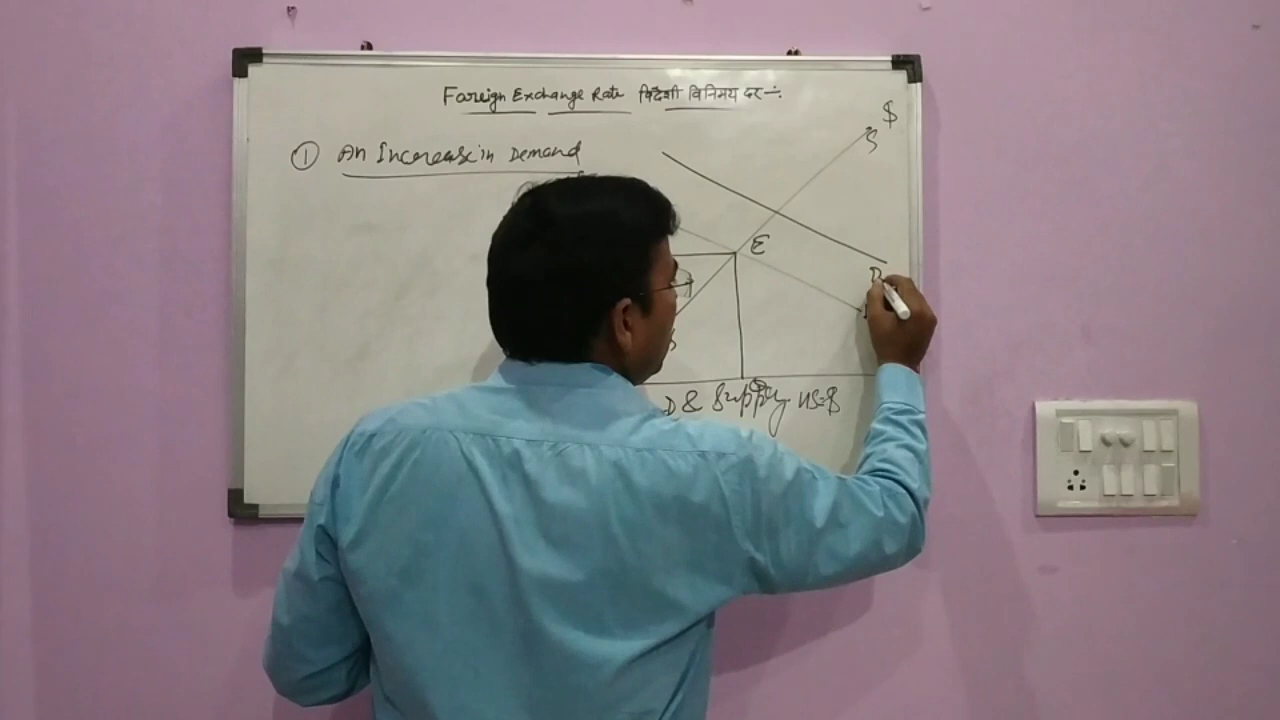 Foreign Exchange Rate विदेशी विनिमय दर ÷:
① An Increase in Demand
$
S
E
D
S
D & Supply US$